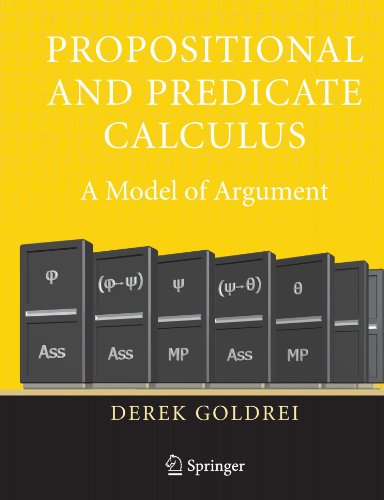 PROPOSITIONAL
AND PREDICATE
CALCULUS
A Model of Argument
φ (φ→ψ) ψ (ψ→θ) θ
Ass Ass MP Ass MP
DEREK GOLDREI
Springer